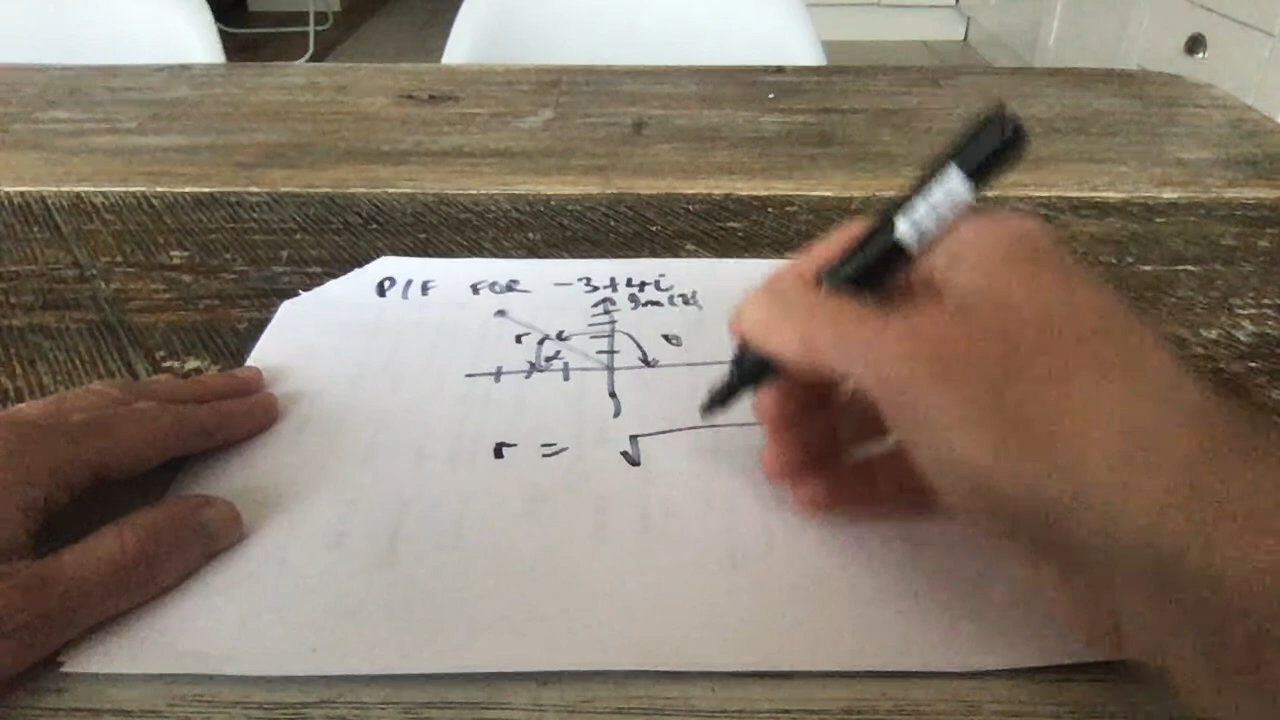 P/F FOR -3+4i
Im(z)
r
α
θ
r = √